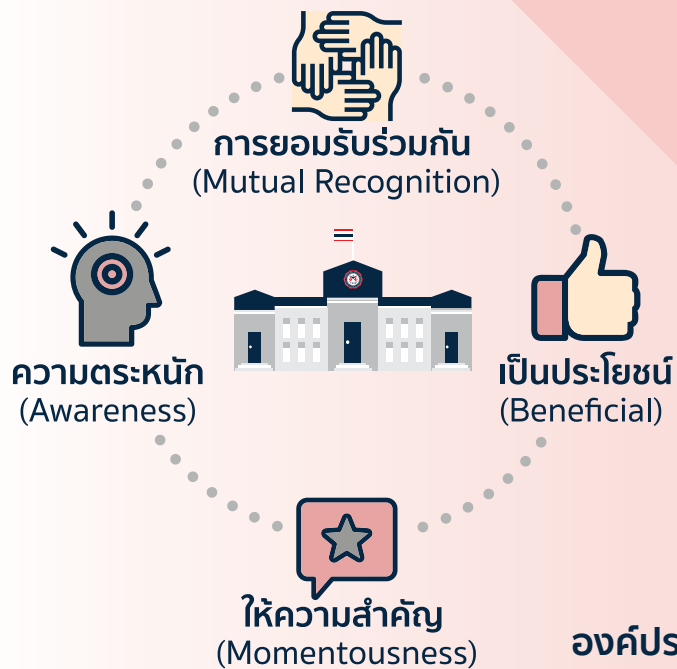 การยอมรับร่วมกัน
(Mutual Recognition)
ความตระหนัก
(Awareness)
เป็นประโยชน์
(Beneficial)
ให้ความสำคัญ
(Momentousness)
องค์ประ